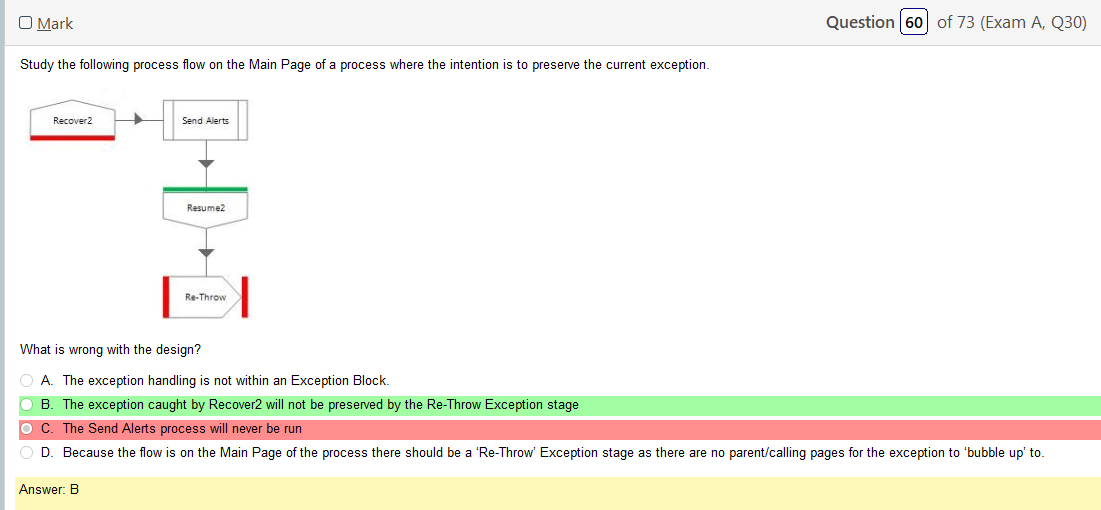 Mark
Question 60 of 73 (Exam A, Q30)
Study the following process flow on the Main Page of a process where the intention is to preserve the current exception.
Recover2
Send Alerts
Resume2
Re-Throw
What is wrong with the design?
A. The exception handling is not within an Exception Block.
B. The exception caught by Recover2 will not be preserved by the Re-Throw Exception stage
C. The Send Alerts process will never be run
D. Because the flow is on the Main Page of the process there should be a 'Re-Throw' Exception stage as there are no parent/calling pages for the exception to 'bubble up' to.
Answer: B